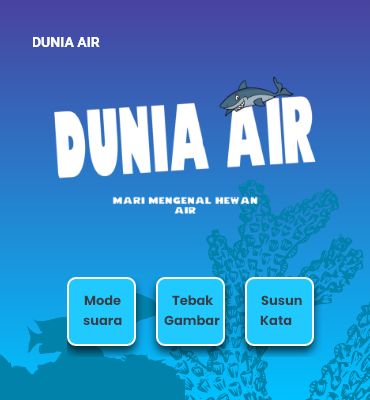 DUNIA AIR
DUNIA AIR
MARI MENGENAL HEWAN
AIR
Mode
suara
Tebak
Gambar
Susun
Kata